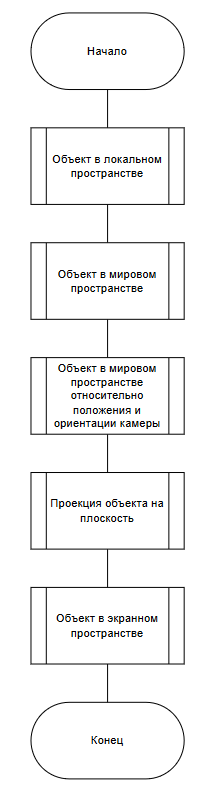 Начало
Объект в локальном
пространстве
Объект в мировом
пространстве
Объект в мировом
пространстве
относительно
положения и
ориентации камеры
Проекция объекта на
плоскость
Объект в экранном
пространстве
Конец